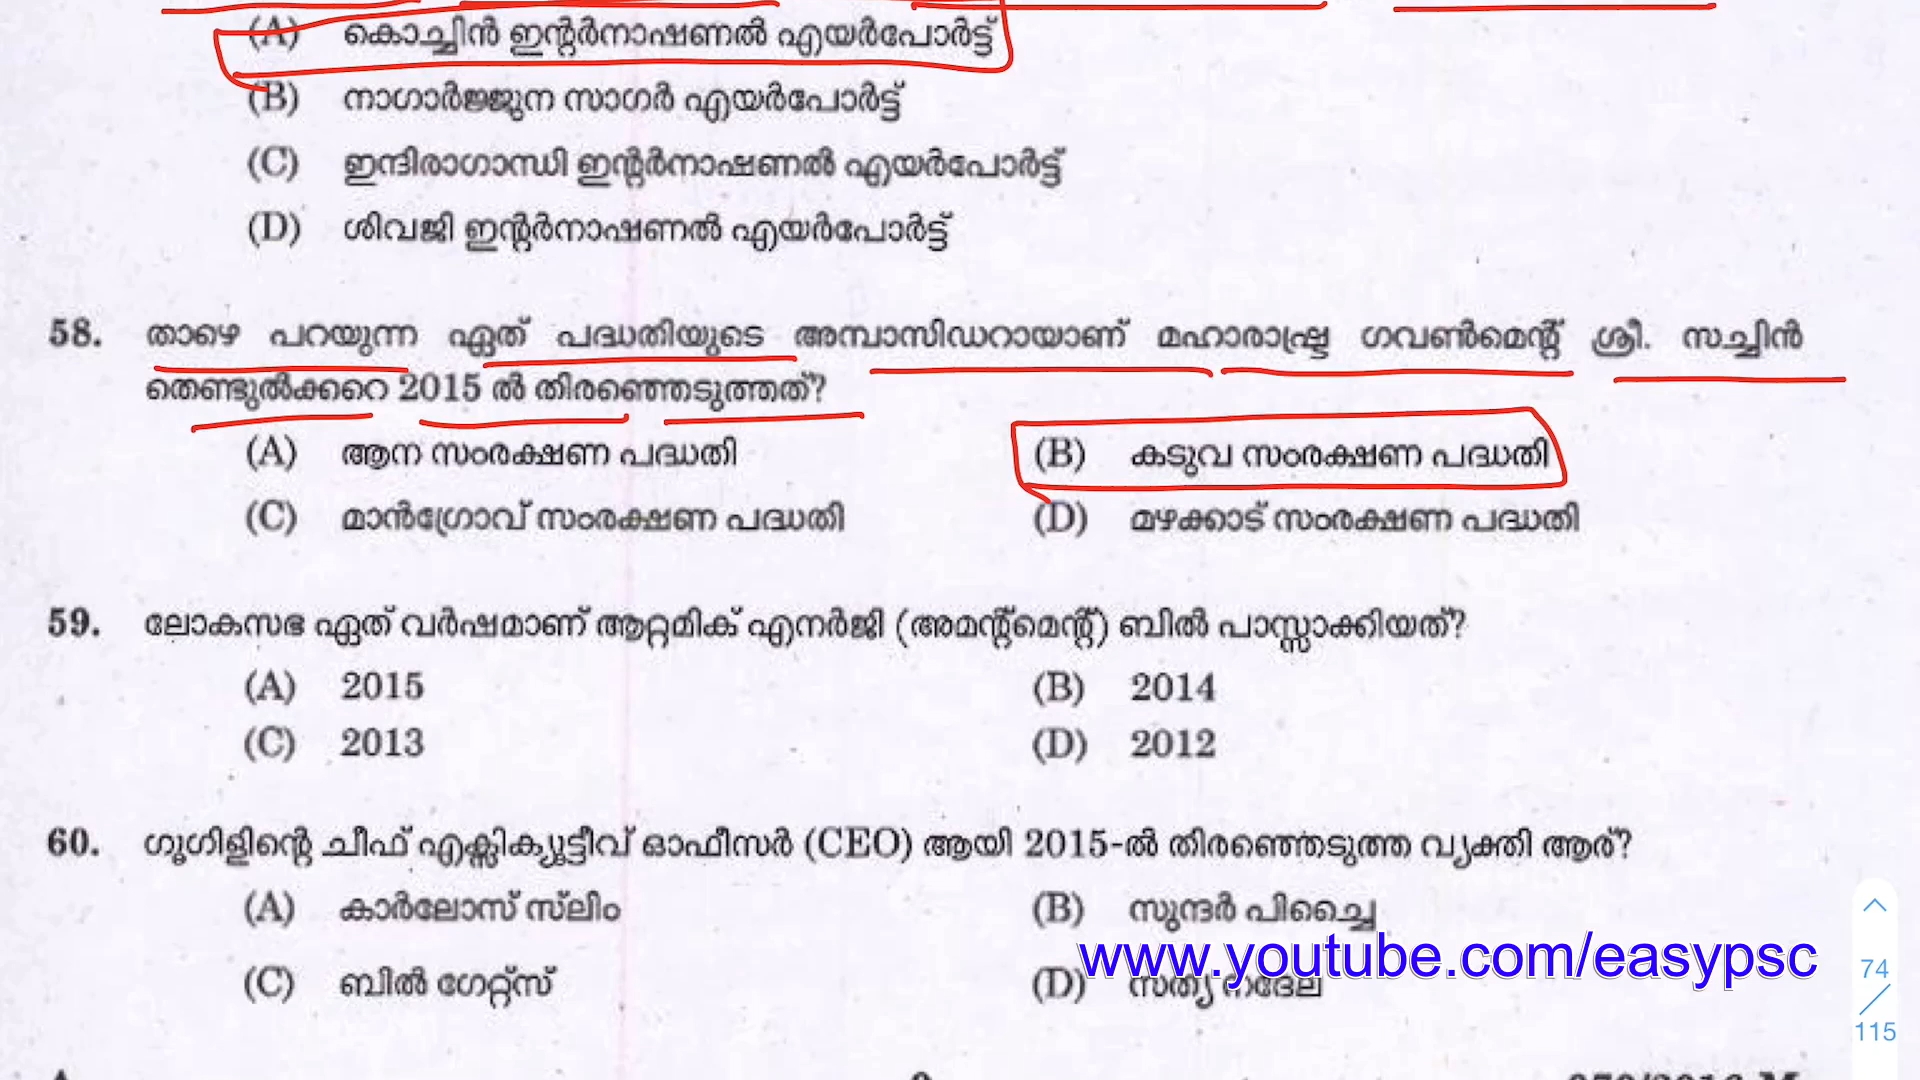 (A) കൊച്ചിൻ ഇന്റർനാഷണൽ എയർപോർട്ട്
(B) നാഗാർജ്ജുന സാഗർ എയർപോർട്ട്
(C) ഇന്ദിരാഗാന്ധി ഇന്റർനാഷണൽ എയർപോർട്ട്
(D) ശിവജി ഇന്റർനാഷണൽ എയർപോർട്ട്
58. താഴെ പറയുന്ന ഏത് പദ്ധതിയുടെ അമ്പാസിഡറായാണ് മഹാരാഷ്ട്ര ഗവൺമെന്റ് ശ്രീ. സച്ചിൻ
തെണ്ടുൽക്കറെ 2015 ൽ തിരഞ്ഞെടുത്തത്?
(A) ആന സംരക്ഷണ പദ്ധതി (B) കടുവ സംരക്ഷണ പദ്ധതി
(C) മാൻഗ്രോവ് സംരക്ഷണ പദ്ധതി (D) മഴക്കാട് സംരക്ഷണ പദ്ധതി
59. ലോകസഭ ഏത് വർഷമാണ് ആറ്റമിക് എനർജി (അമന്റ്മെന്റ്) ബിൽ പാസ്സാക്കിയത്?
(A) 2015 (B) 2014
(C) 2013 (D) 2012
60. ഗൂഗിളിന്റെ ചീഫ് എക്സിക്യൂട്ടീവ് ഓഫീസർ (CEO) ആയി 2015-ൽ തിരഞ്ഞെടുത്ത വ്യക്തി ആര്?
(A) കാർലോസ് സ്ലിം (B) സുന്ദർ പിച്ചൈ
www.youtube.com/easypsc
(C) ബിൽ ഗേറ്റ്സ് (D) സത്യ നദേല
74
115